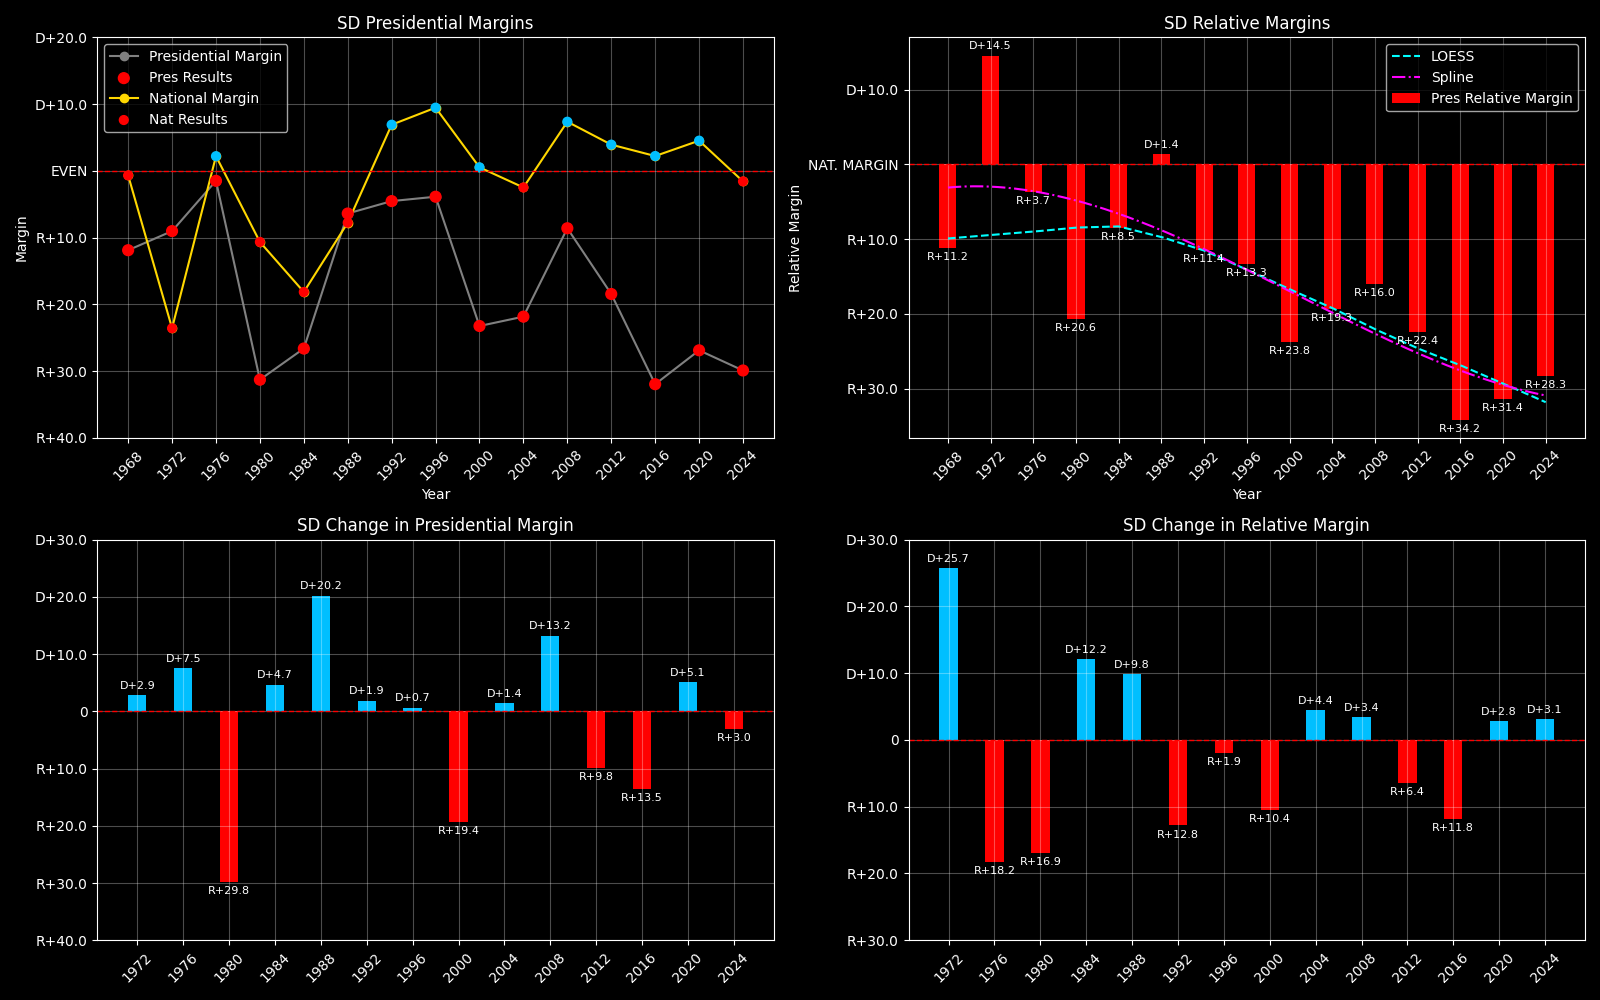 SD Presidential Margins
D+20.0
D+10.0
EVEN
R+10.0
R+20.0
R+30.0
R+40.0
Margin
Presidential Margin
Pres Results
National Margin
Nat Results
1968
1972
1976
1980
1984
1988
1992
1996
2000
2004
2008
2012
2016
2020
2024
Year
SD Relative Margins
D+10.0
NAT. MARGIN
R+10.0
R+20.0
R+30.0
Relative Margin
LOESS
Spline
Pres Relative Margin
R+11.2
D+14.5
R+3.7
R+20.6
R+8.5
D+1.4
R+11.4
R+13.3
R+23.8
R+19.3
R+16.0
R+22.4
R+34.2
R+31.4
R+28.3
1968
1972
1976
1980
1984
1988
1992
1996
2000
2004
2008
2012
2016
2020
2024
Year
SD Change in Presidential Margin
D+30.0
D+20.0
D+10.0
0
R+10.0
R+20.0
R+30.0
R+40.0
D+2.9
D+7.5
R+29.8
D+4.7
D+20.2
D+1.9
D+0.7
R+19.4
D+1.4
D+13.2
R+9.8
R+13.5
D+5.1
R+3.0
1972
1976
1980
1984
1988
1992
1996
2000
2004
2008
2012
2016
2020
2024
SD Change in Relative Margin
D+30.0
D+20.0
D+10.0
0
R+10.0
R+20.0
R+30.0
D+25.7
R+18.2
R+16.9
D+12.2
D+9.8
R+12.8
R+1.9
R+10.4
D+4.4
D+3.4
R+6.4
R+11.8
D+2.8
D+3.1
1972
1976
1980
1984
1988
1992
1996
2000
2004
2008
2012
2016
2020
2024